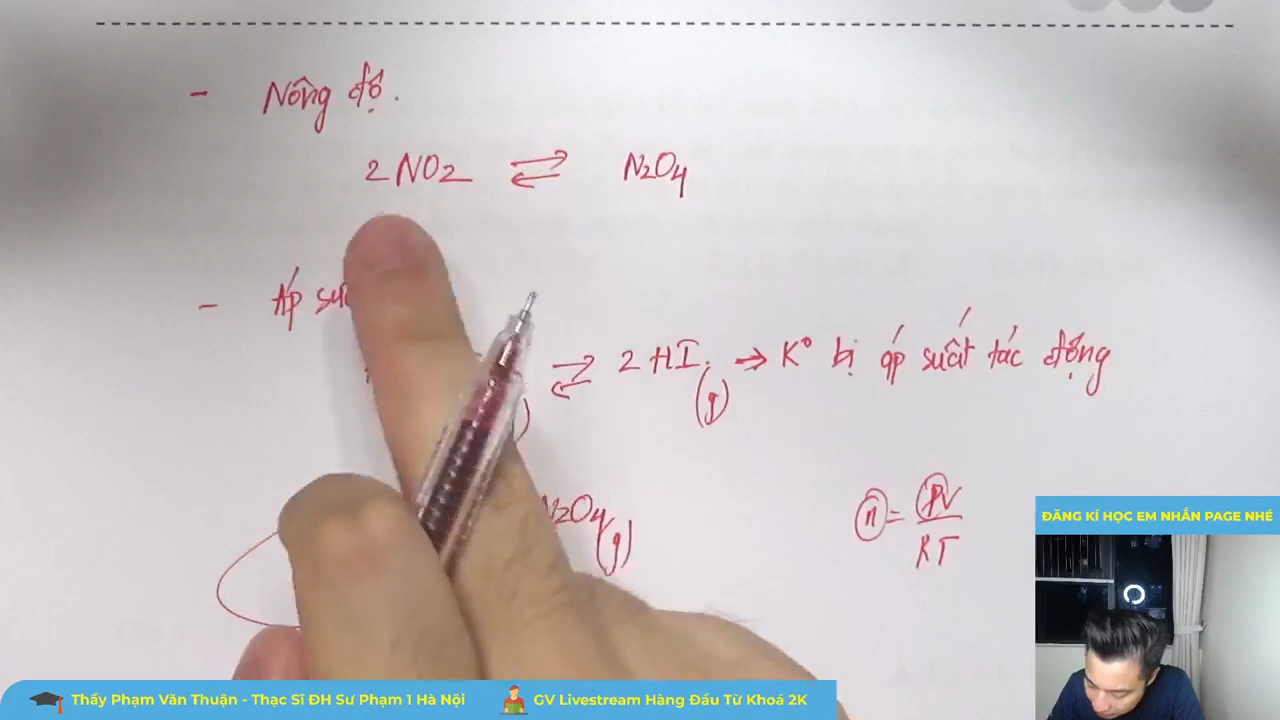 - Nồng độ.
2NO2 ⇌ N2O4
- Áp suấ
⇌ 2HI(g) → K° bị áp suất tác động
N2O4(g)
n = PV
RT
ĐĂNG KÍ HỌC EM NHẮN PAGE NHÉ
Thầy Phạm Văn Thuận - Thạc Sĩ ĐH Sư Phạm 1 Hà Nội
GV Livestream Hàng Đầu Từ Khoá 2K